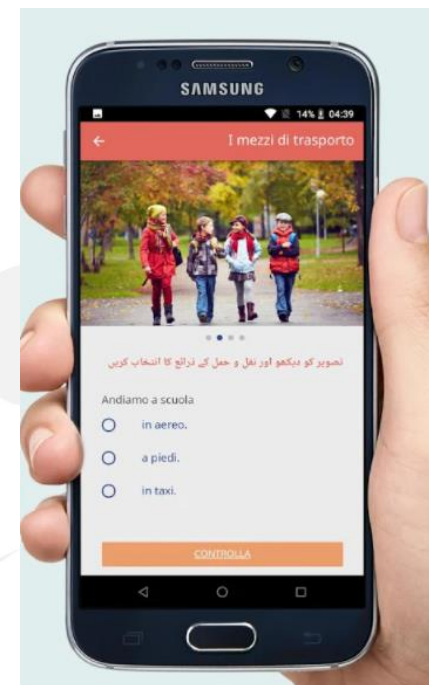 SAMSUNG
14% 04:39
I mezzi di trasporto
تصویر کو دیکھو اور نقل و حمل کے ذرائع کا انتخاب کریں
Andiamo a scuola
in aereo.
a piedi.
in taxi.
CONTROLLA